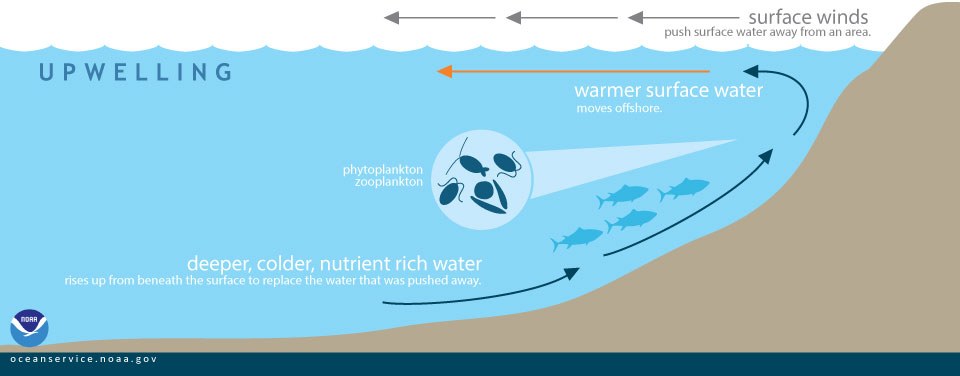 surface winds
push surface water away from an area.
UPWELLING
warmer surface water
moves offshore.
phytoplankton
zooplankton
deeper, colder, nutrient rich water
rises up from beneath the surface to replace the water that was pushed away.
NOAA
oceanservice.noaa.gov